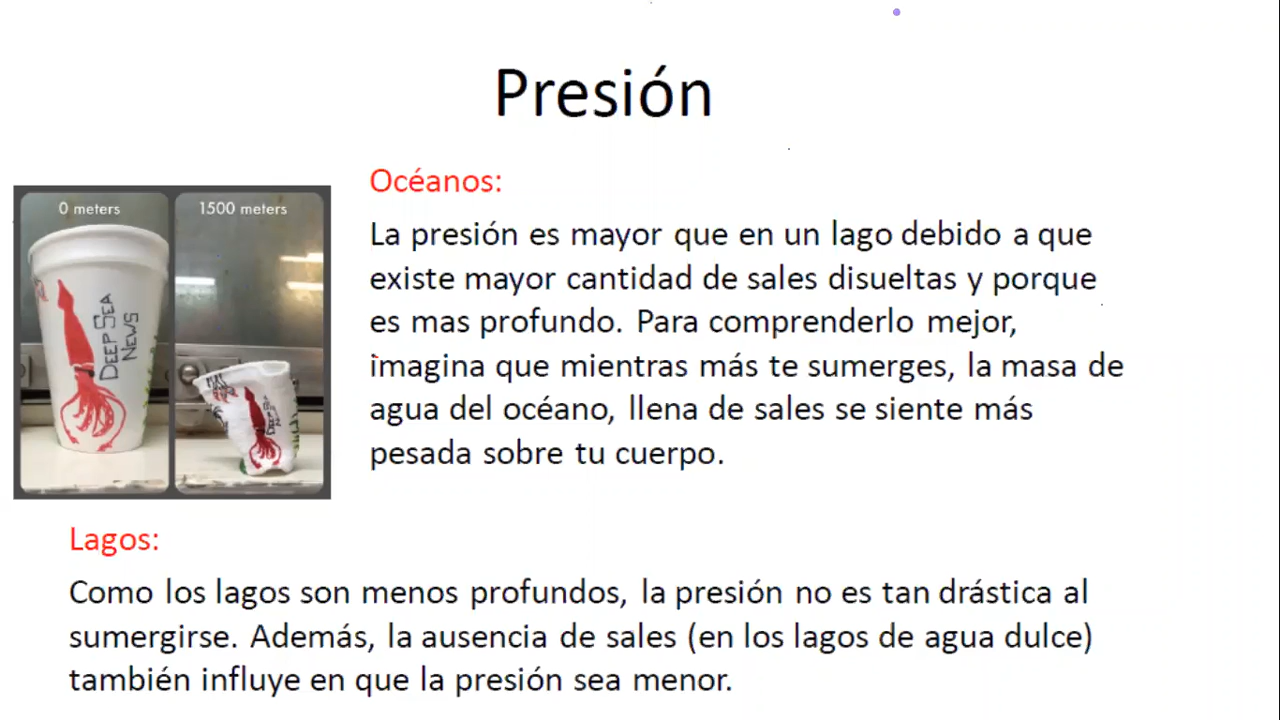 Presión
0 meters
1500 meters
DEEP SEA
NEWS
Océanos:
La presión es mayor que en un lago debido a que
existe mayor cantidad de sales disueltas y porque
es mas profundo. Para comprenderlo mejor,
imagina que mientras más te sumerges, la masa de
agua del océano, llena de sales se siente más
pesada sobre tu cuerpo.
Lagos:
Como los lagos son menos profundos, la presión no es tan drástica al
sumergirse. Además, la ausencia de sales (en los lagos de agua dulce)
también influye en que la presión sea menor.